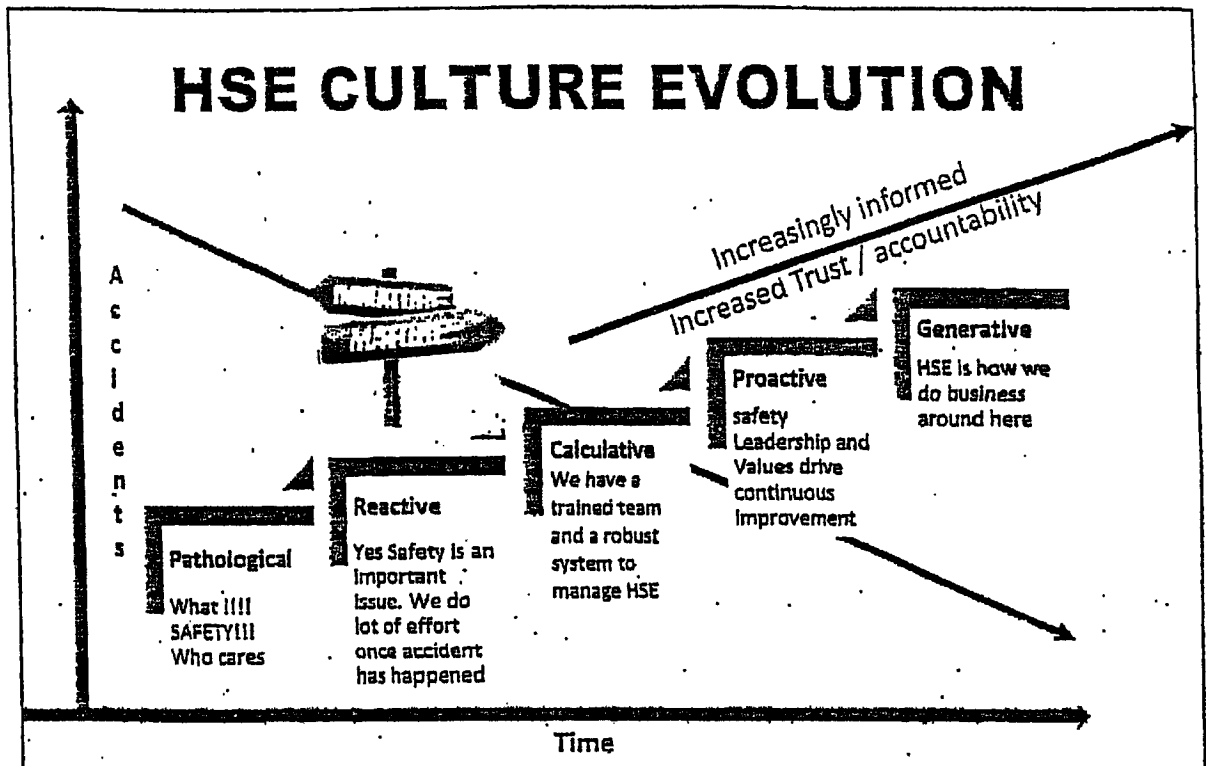 HSE CULTURE EVOLUTION
Accidents
Increasingly informed
Increased Trust / accountability
Pathological
What !!!!
SAFETY!!!
Who cares
Reactive
Yes Safety is an
important
issue. We do
lot of effort
once accident
has happened
Calculative
We have a
trained team
and a robust
system to
manage HSE
Proactive
safety
Leadership and
Values drive
continuous
improvement
Generative
HSE is how we
do business
around here
Time